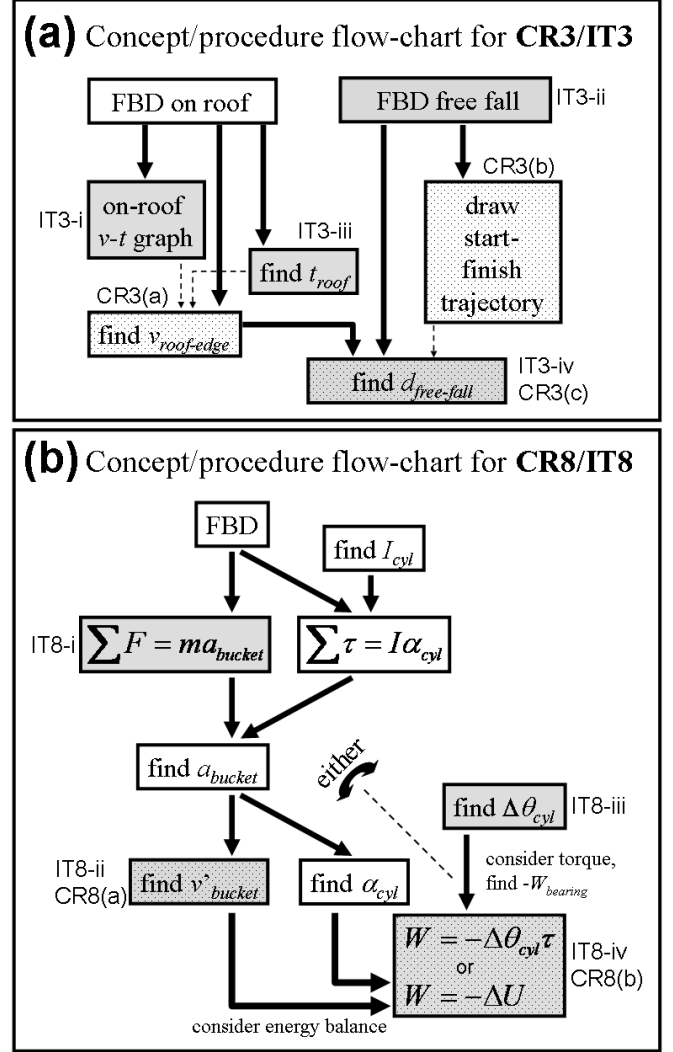 (a) Concept/procedure flow-chart for CR3/IT3
FBD on roof
FBD free fall
IT3-ii
CR3(b)
IT3-i
on-roof
v-t graph
IT3-iii
find t_roof
draw
start-
finish
trajectory
CR3(a)
find v_roof-edge
find d_free-fall
IT3-iv
CR3(c)
(b) Concept/procedure flow-chart for CR8/IT8
FBD
find I_cyl
IT8-i
∑ F = ma_bucket
∑ τ = Iα_cyl
find a_bucket
either
find Δθ_cyl
IT8-iii
consider torque,
find -W_bearing
IT8-ii
CR8(a)
find v'_bucket
find α_cyl
W = −Δθ_cyl τ
or
W = −ΔU
IT8-iv
CR8(b)
consider energy balance